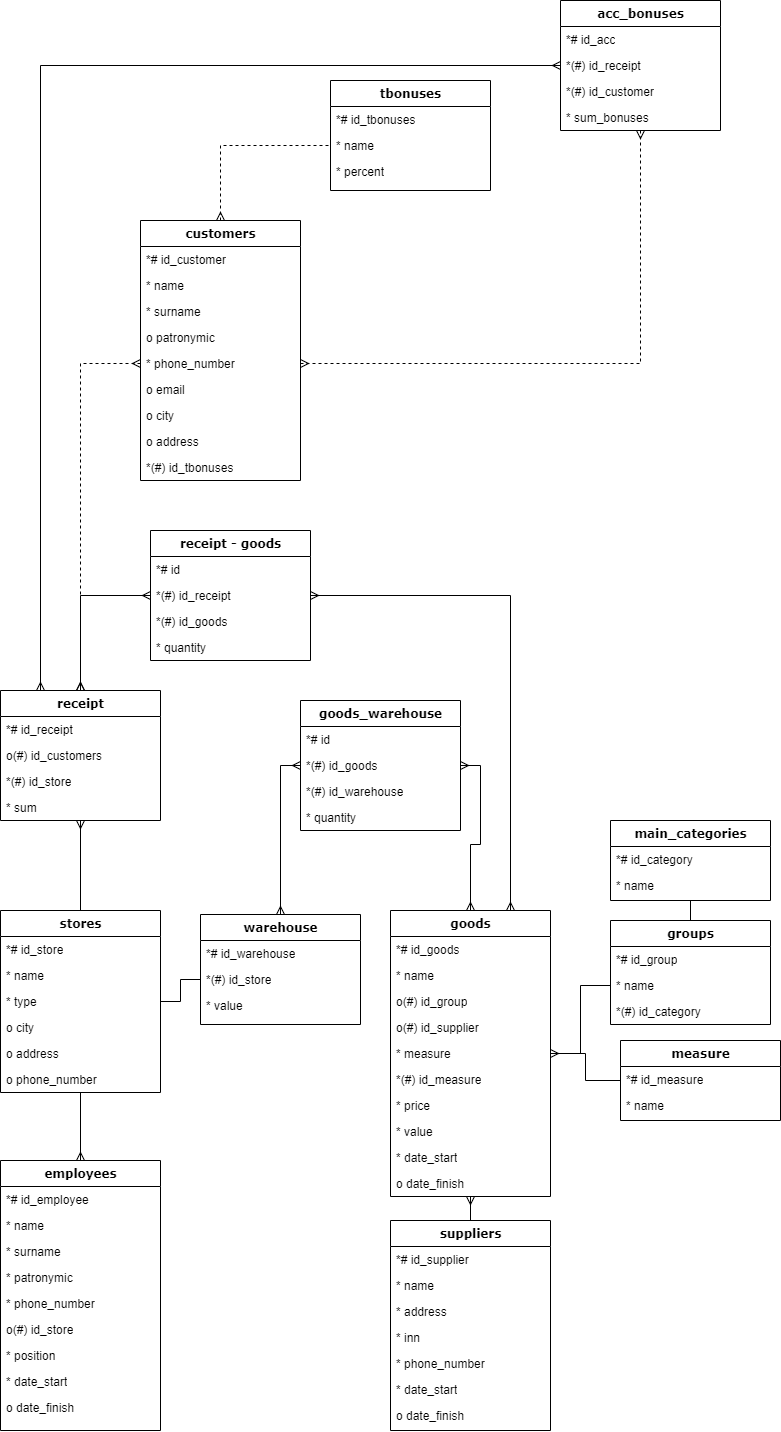 acc_bonuses
*# id_acc
*(#) id_receipt
*(#) id_customer
* sum_bonuses
tbonuses
*# id_tbonuses
* name
* percent
customers
*# id_customer
* name
* surname
o patronymic
* phone_number
o email
o city
o address
*(#) id_tbonuses
receipt - goods
*# id
*(#) id_receipt
*(#) id_goods
* quantity
receipt
*# id_receipt
o(#) id_customers
*(#) id_store
* sum
goods_warehouse
*# id
*(#) id_goods
*(#) id_warehouse
* quantity
main_categories
*# id_category
* name
stores
*# id_store
* name
* type
o city
o address
o phone_number
warehouse
*# id_warehouse
*(#) id_store
* value
goods
*# id_goods
* name
o(#) id_group
o(#) id_supplier
* measure
*(#) id_measure
* price
* value
* date_start
o date_finish
groups
*# id_group
* name
*(#) id_category
measure
*# id_measure
* name
employees
*# id_employee
* name
* surname
* patronymic
* phone_number
o(#) id_store
* position
* date_start
o date_finish
suppliers
*# id_supplier
* name
* address
* inn
* phone_number
* date_start
o date_finish